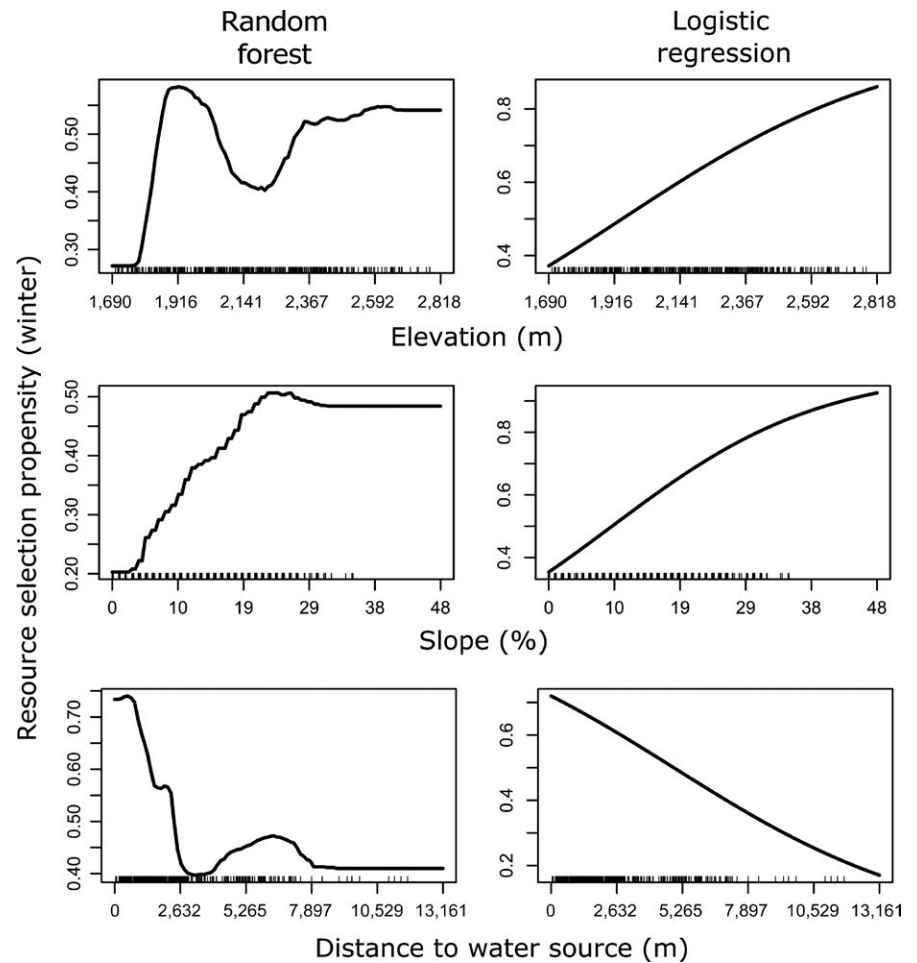 Random
forest
Logistic
regression
Resource selection propensity (winter)
0.50
0.40
0.30
1,690 1,916 2,141 2,367 2,592 2,818
0.8
0.6
0.4
1,690 1,916 2,141 2,367 2,592 2,818
Elevation (m)
0.50
0.40
0.30
0.20
0 10 19 29 38 48
0.8
0.6
0.4
0 10 19 29 38 48
Slope (%)
0.70
0.60
0.50
0.40
0 2,632 5,265 7,897 10,529 13,161
0.6
0.4
0.2
0 2,632 5,265 7,897 10,529 13,161
Distance to water source (m)